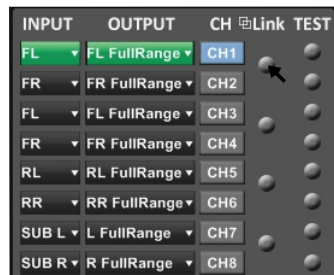 INPUT OUTPUT CH Link TEST
FL FL FullRange CH1
FR FR FullRange CH2
FL FL FullRange CH3
FR FR FullRange CH4
RL RL FullRange CH5
RR RR FullRange CH6
SUB L L FullRange CH7
SUB R R FullRange CH8